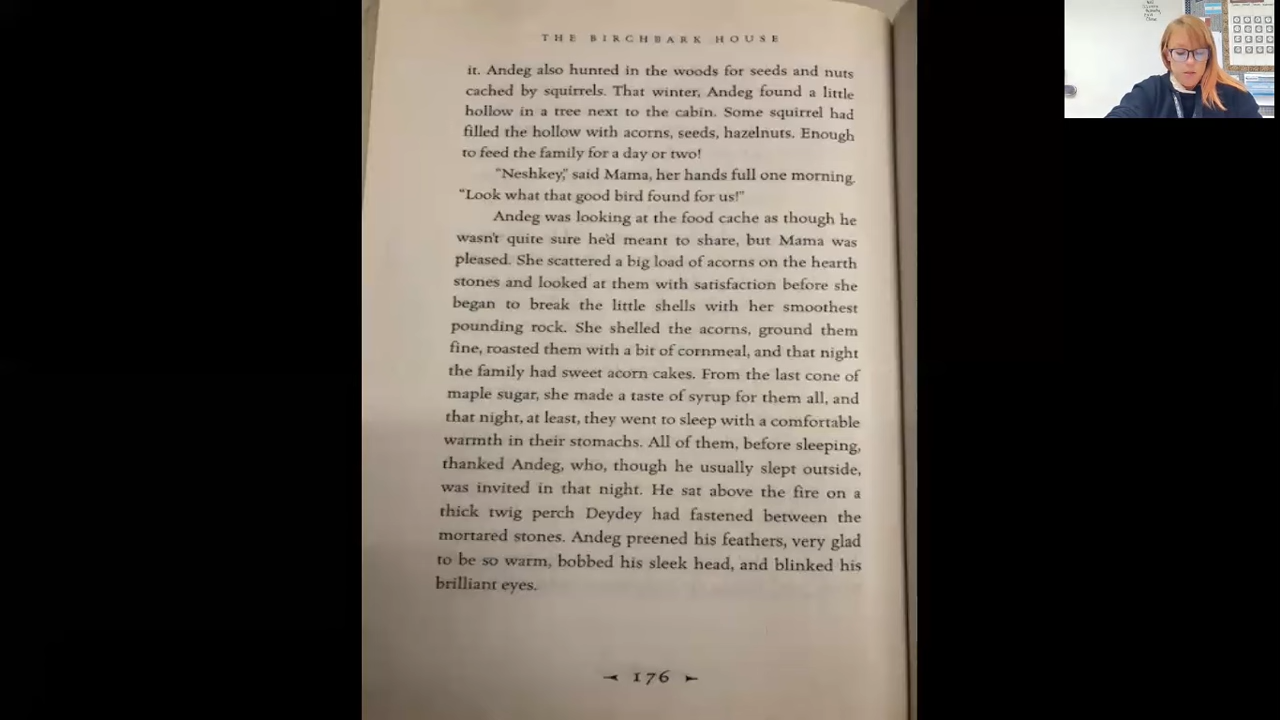 THE BIRCHBARK HOUSE
it. Andeg also hunted in the woods for seeds and nuts
cached by squirrels. That winter, Andeg found a little
hollow in a tree next to the cabin. Some squirrel had
filled the hollow with acorns, seeds, hazelnuts. Enough
to feed the family for a day or two!
"Neshkey," said Mama, her hands full one morning.
"Look what that good bird found for us!"
Andeg was looking at the food cache as though he
wasn't quite sure he'd meant to share, but Mama was
pleased. She scattered a big load of acorns on the hearth
stones and looked at them with satisfaction before she
began to break the little shells with her smoothest
pounding rock. She shelled the acorns, ground them
fine, roasted them with a bit of cornmeal, and that night
the family had sweet acorn cakes. From the last cone of
maple sugar, she made a taste of syrup for them all, and
that night, at least, they went to sleep with a comfortable
warmth in their stomachs. All of them, before sleeping,
thanked Andeg, who, though he usually slept outside,
was invited in that night. He sat above the fire on a
thick twig perch Deydey had fastened between the
mortared stones. Andeg preened his feathers, very glad
to be so warm, bobbed his sleek head, and blinked his
brilliant eyes.
176